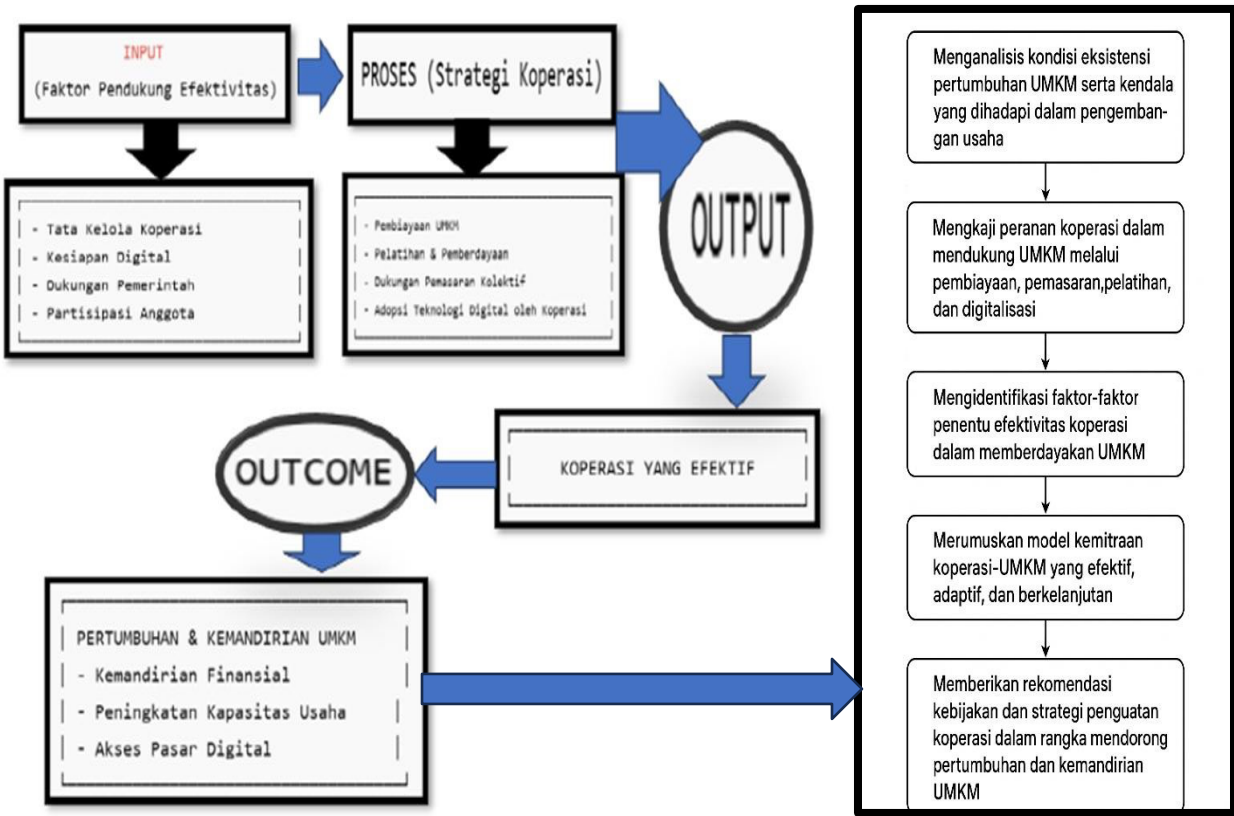 INPUT
(Faktor Pendukung Efektivitas)
PROSES (Strategi Koperasi)
- Tata Kelola Koperasi
- Kesiapan Digital
- Dukungan Pemerintah
- Partisipasi Anggota
- Pembiayaan UMKM
- Pelatihan & Pemberdayaan
- Dukungan Pemasaran Kolektif
- Adopsi Teknologi Digital oleh Koperasi
OUTPUT
KOPERASI YANG EFEKTIF
OUTCOME
PERTUMBUHAN & KEMANDIRIAN UMKM
- Kemandirian Finansial
- Peningkatan Kapasitas Usaha
- Akses Pasar Digital
Menganalisis kondisi eksistensi
pertumbuhan UMKM serta kendala
yang dihadapi dalam pengemban-
gan usaha
Mengkaji peranan koperasi dalam
mendukung UMKM melalui
pembiayaan, pemasaran,pelatihan,
dan digitalisasi
Mengidentifikasi faktor-faktor
penentu efektivitas koperasi
dalam memberdayakan UMKM
Merumuskan model kemitraan
koperasi-UMKM yang efektif,
adaptif, dan berkelanjutan
Memberikan rekomendasi
kebijakan dan strategi penguatan
koperasi dalam rangka mendorong
pertumbuhan dan kemandirian
UMKM